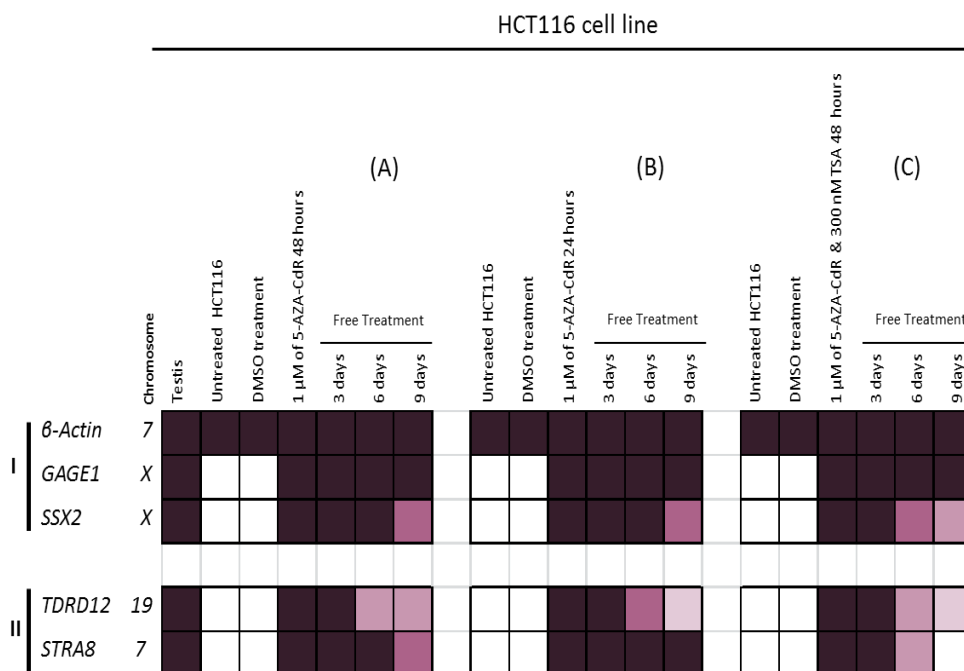 HCT116 cell line
(A)
(B)
(C)
Chromosome
Testis
Untreated HCT116
DMSO treatment
1 µM of 5-AZA-CdR 48 hours
Free Treatment
3 days
6 days
9 days
Untreated HCT116
DMSO treatment
1 µM of 5-AZA-CdR 24 hours
Free Treatment
3 days
6 days
9 days
Untreated HCT116
DMSO treatment
1 µM of 5-AZA-CdR & 300 nM TSA 48 hours
Free Treatment
3 days
6 days
9 days
I
β-Actin 7
GAGE1 X
SSX2 X
II
TDRD12 19
STRA8 7